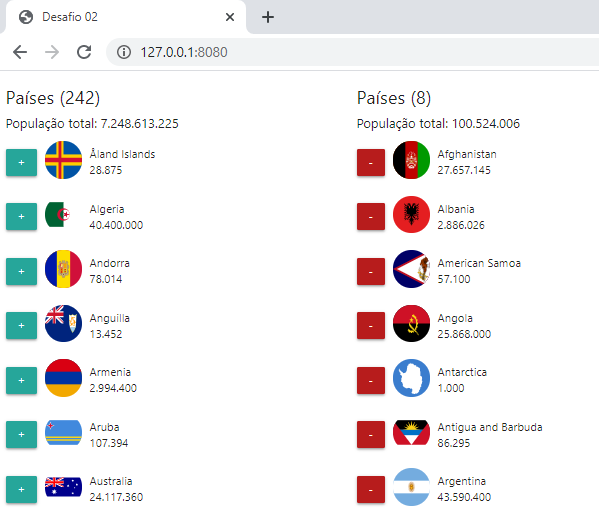 Desafio 02
127.0.0.1:8080
Países (242)
População total: 7.248.613.225
+ Åland Islands
28.875
+ Algeria
40.400.000
+ Andorra
78.014
+ Anguilla
13.452
+ Armenia
2.994.400
+ Aruba
107.394
+ Australia
24.117.360
Países (8)
População total: 100.524.006
- Afghanistan
27.657.145
- Albania
2.886.026
- American Samoa
57.100
- Angola
25.868.000
- Antarctica
1.000
- Antigua and Barbuda
86.295
- Argentina
43.590.400